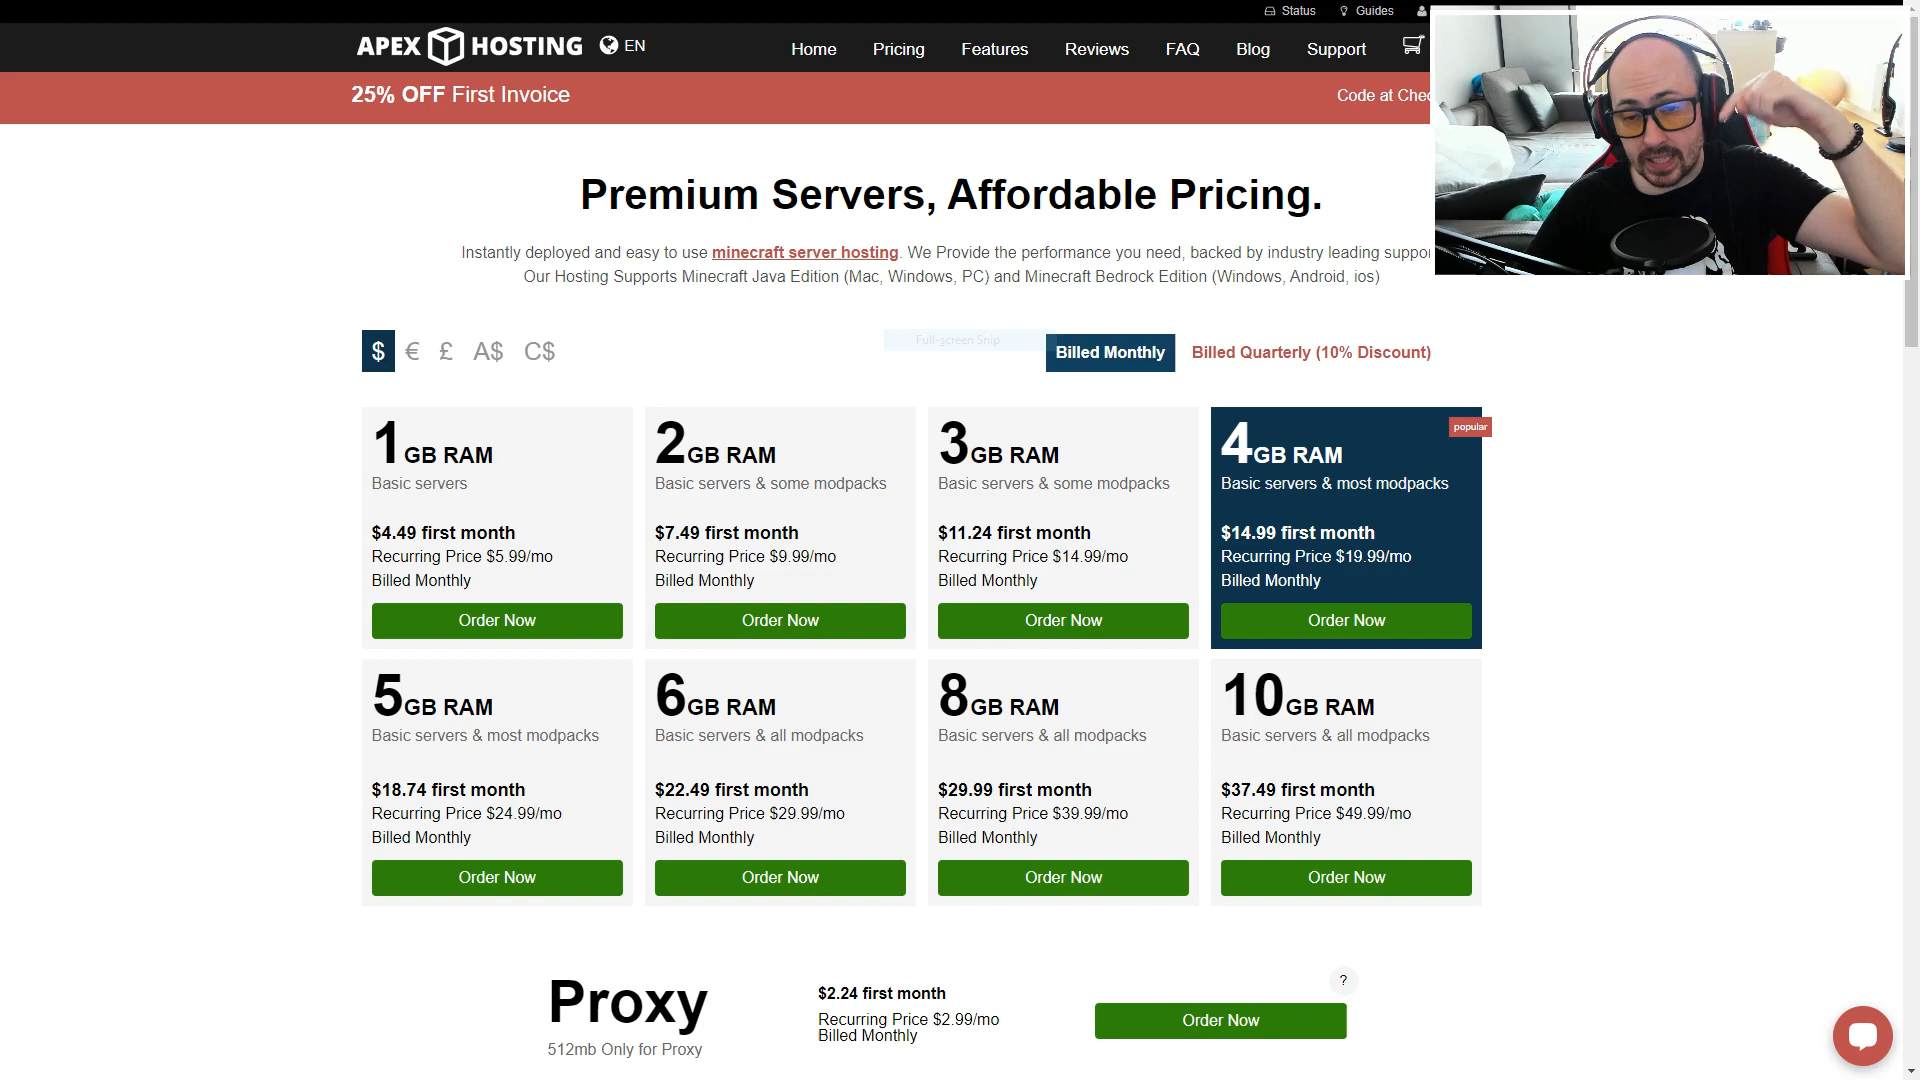 Status
Guides
APEX HOSTING
EN
Home
Pricing
Features
Reviews
FAQ
Blog
Support
25% OFF First Invoice
Code at
Premium Servers, Affordable Pricing.
Instantly deployed and easy to use minecraft server hosting. We Provide the performance you need, backed by industry leading
Our Hosting Supports Minecraft Java Edition (Mac, Windows, PC) and Minecraft Bedrock Edition (Windows, Android, ios)
$ € £ A$ C$
Full-screen Snip
Billed Monthly
Billed Quarterly (10% Discount)
1GB RAM
Basic servers
$4.49 first month
Recurring Price $5.99/mo
Billed Monthly
Order Now
2GB RAM
Basic servers & some modpacks
$7.49 first month
Recurring Price $9.99/mo
Billed Monthly
Order Now
3GB RAM
Basic servers & some modpacks
$11.24 first month
Recurring Price $14.99/mo
Billed Monthly
Order Now
popular
4GB RAM
Basic servers & most modpacks
$14.99 first month
Recurring Price $19.99/mo
Billed Monthly
Order Now
5GB RAM
Basic servers & most modpacks
$18.74 first month
Recurring Price $24.99/mo
Billed Monthly
Order Now
6GB RAM
Basic servers & all modpacks
$22.49 first month
Recurring Price $29.99/mo
Billed Monthly
Order Now
8GB RAM
Basic servers & all modpacks
$29.99 first month
Recurring Price $39.99/mo
Billed Monthly
Order Now
10GB RAM
Basic servers & all modpacks
$37.49 first month
Recurring Price $49.99/mo
Billed Monthly
Order Now
Proxy
512mb Only for Proxy
$2.24 first month
Recurring Price $2.99/mo
Billed Monthly
?
Order Now